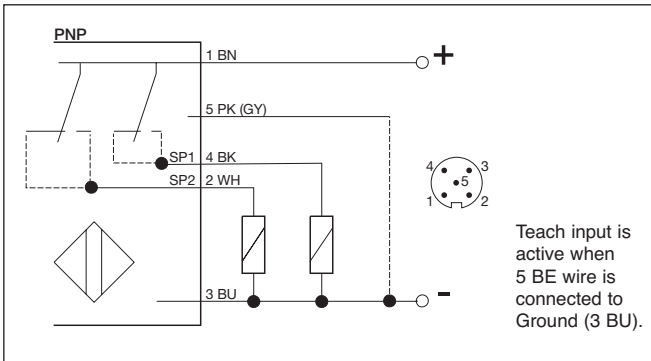 PNP
1 BN
+
5 PK (GY)
SP1 4 BK
SP2 2 WH
4 3
5
1 2
3 BU
-
Teach input is
active when
5 BE wire is
connected to
Ground (3 BU).